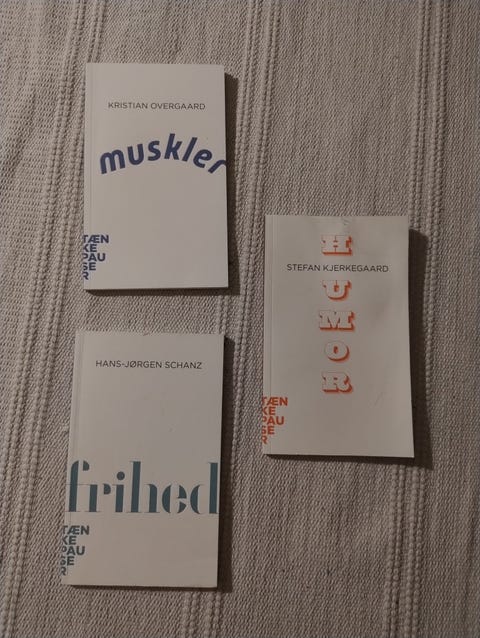 KRISTIAN OVERGAARD
muskler
TÆN
KE
PAU
SE
R
H
STEFAN KJERKEGAARD
U
M
O
R
TÆN
KE
PAU
SE
R
HANS-JØRGEN SCHANZ
frihed
TÆN
KE
PAU
SE
R